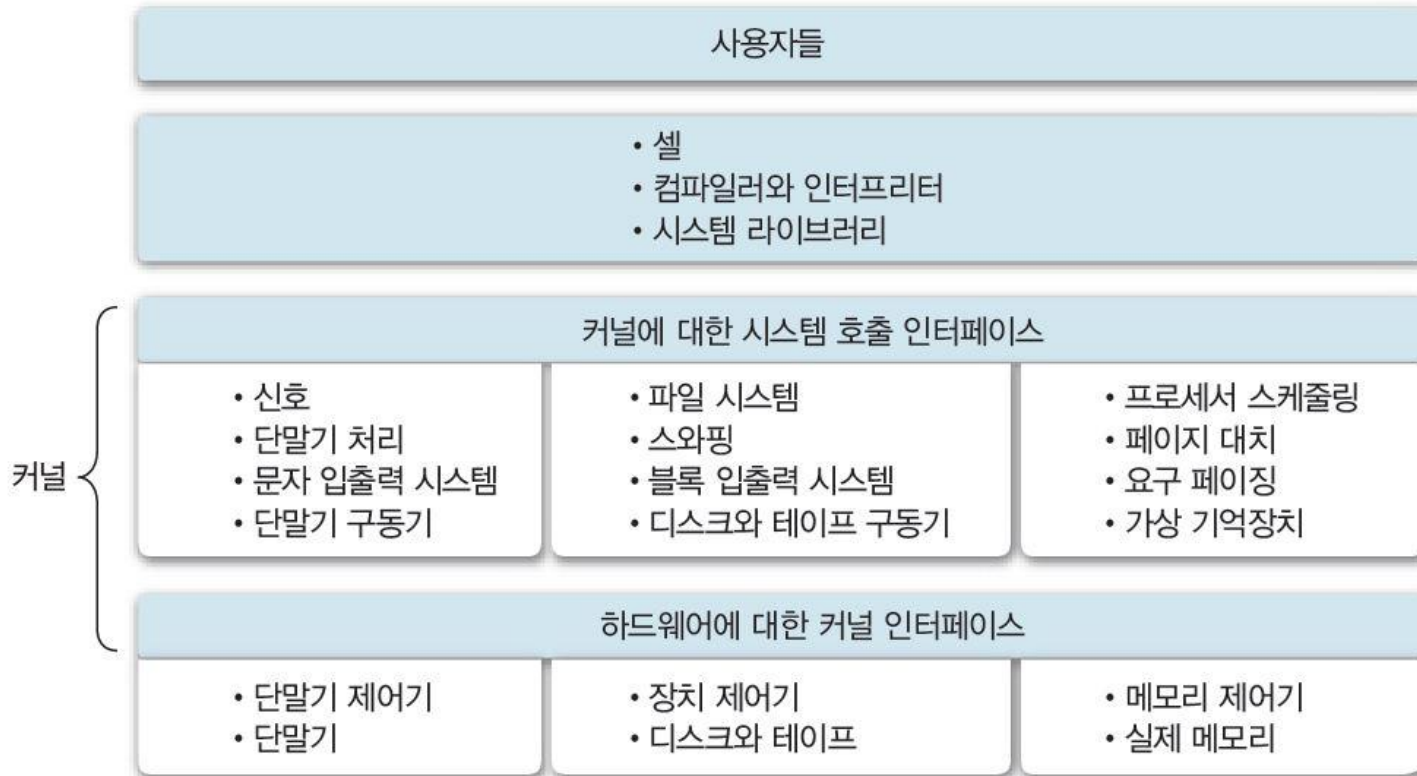 사용자들
• 셸
• 컴파일러와 인터프리터
• 시스템 라이브러리
커널
커널에 대한 시스템 호출 인터페이스
• 신호
• 단말기 처리
• 문자 입출력 시스템
• 단말기 구동기
• 파일 시스템
• 스와핑
• 블록 입출력 시스템
• 디스크와 테이프 구동기
• 프로세서 스케줄링
• 페이지 대치
• 요구 페이징
• 가상 기억장치
하드웨어에 대한 커널 인터페이스
• 단말기 제어기
• 단말기
• 장치 제어기
• 디스크와 테이프
• 메모리 제어기
• 실제 메모리